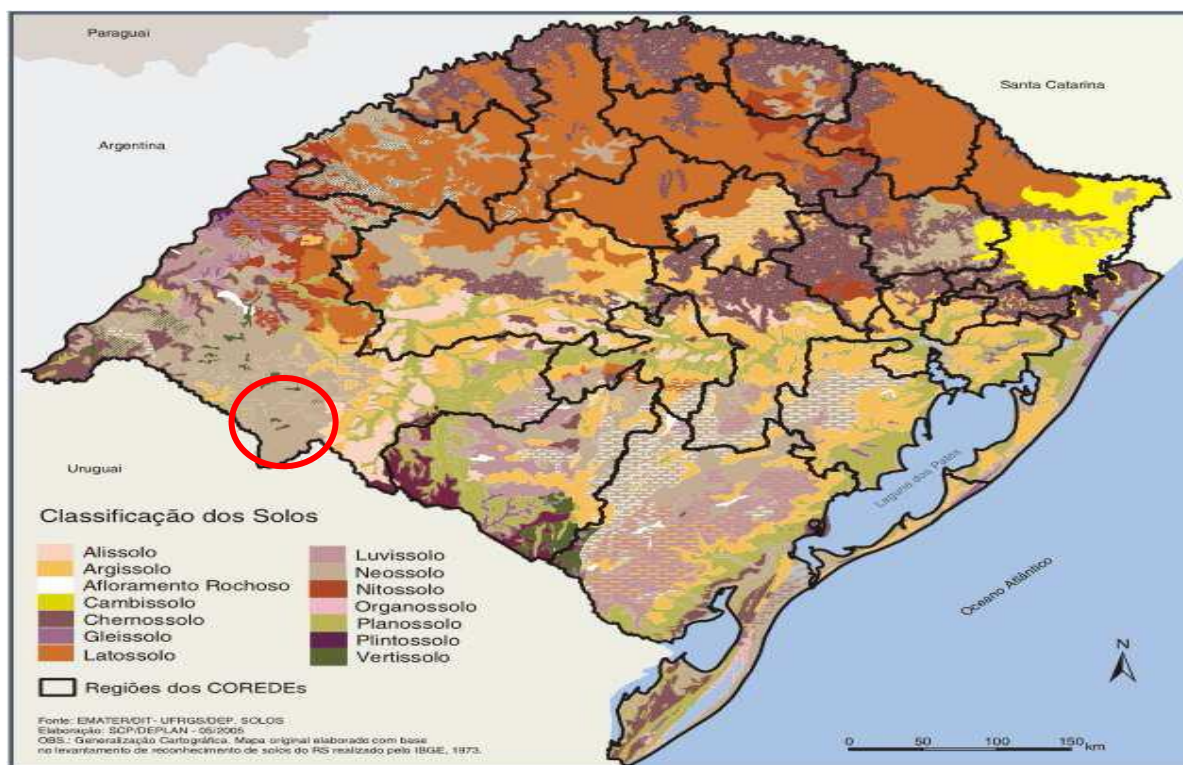 Paraguai
Santa Catarina
Argentina
Uruguai
Laguna dos Patos
Oceano Atlântico
Classificação dos Solos
Alissolo
Argissolo
Afloramento Rochoso
Cambissolo
Chernossolo
Gleissolo
Latossolo
Luvissolo
Neossolo
Nitossolo
Organossolo
Planossolo
Plintossolo
Vertissolo
Regiões dos COREDEs
Fonte: EMATER/DIT- UFRGS/DEP. SOLOS
Elaboração: SCP/DEPLAN - 05/2005
OBS.: Generalização Cartográfica. Mapa original elaborado com base
no levantamento de reconhecimento de solos do RS realizado pelo IBGE, 1973.
N
0 50 100 150 km